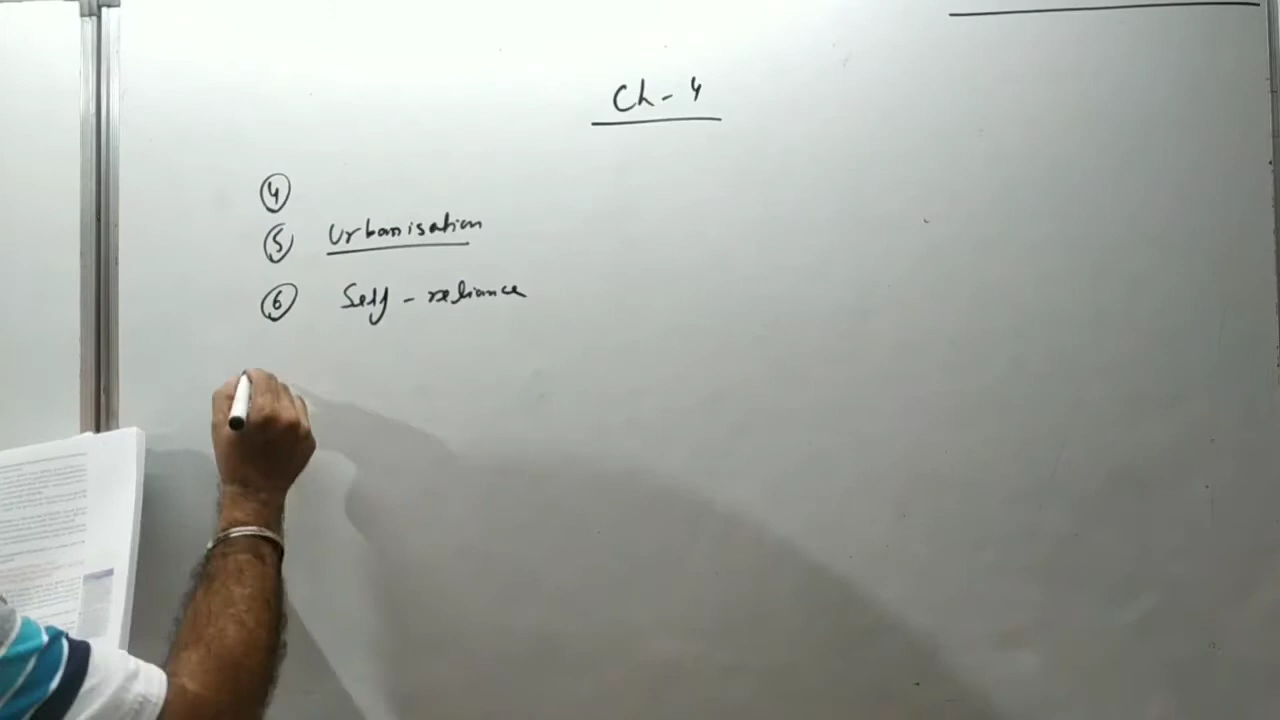 Ch - 4
④
⑤ Urbanisation
⑥ Self - reliance